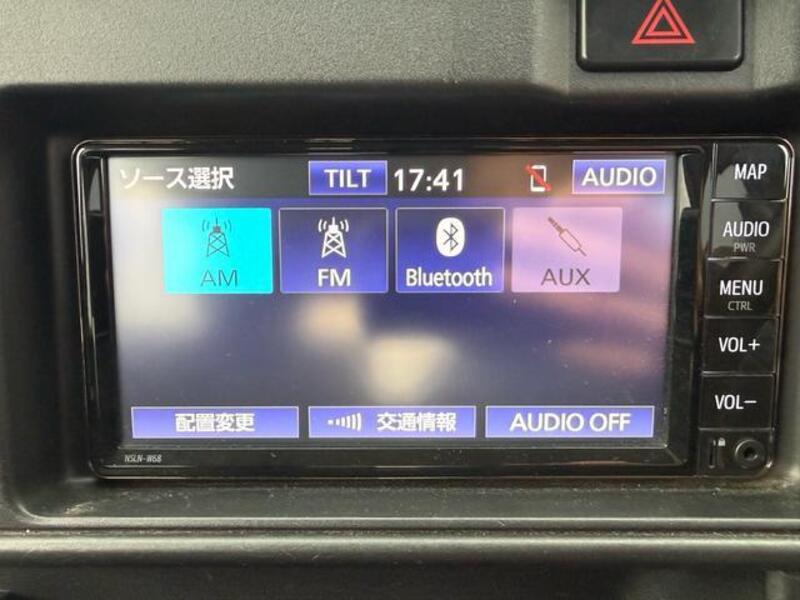 ソース選択 TILT 17:41 AUDIO
AM FM Bluetooth AUX
配置変更 交通情報 AUDIO OFF
NSLN-W68
MAP
AUDIO
PWR
MENU
CTRL
VOL+
VOL−